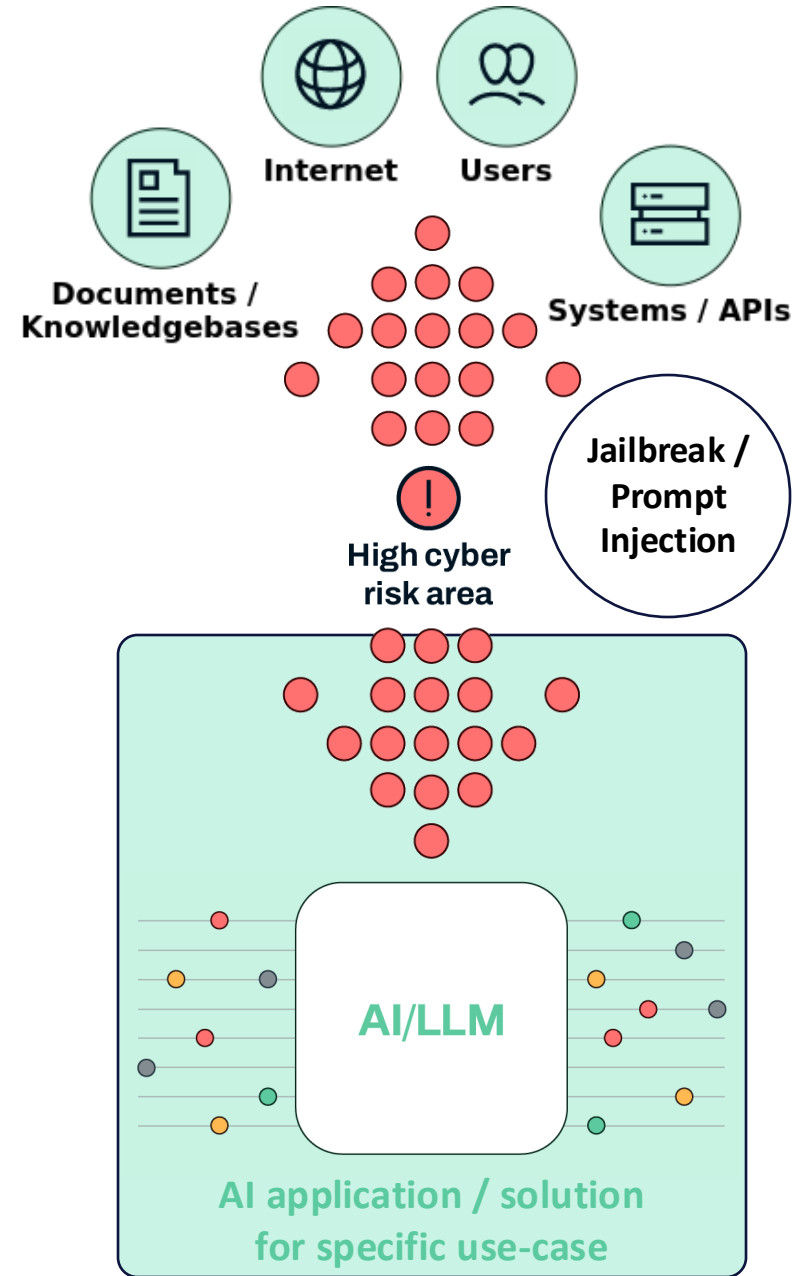 Internet
Users
Documents /
Knowledgebases
Systems / APIs
Jailbreak /
Prompt
Injection
!
High cyber
risk area
AI/LLM
AI application / solution
for specific use-case